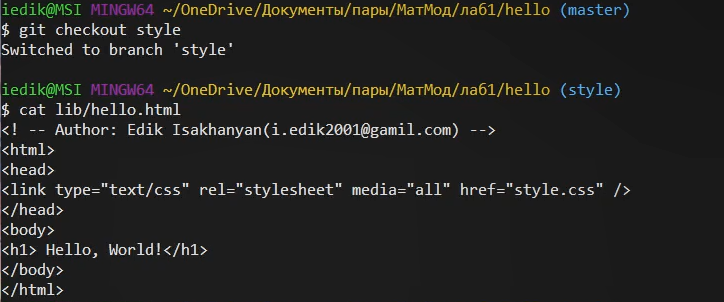 iedik@MSI MINGW64 ~/OneDrive/Документы/пары/МатМод/лаб1/hello (master)
$ git checkout style
Switched to branch 'style'
iedik@MSI MINGW64 ~/OneDrive/Документы/пары/МатМод/лаб1/hello (style)
$ cat lib/hello.html
<! -- Author: Edik Isakhanyan(i.edik2001@gamil.com) -->
<html>
<head>
<link type="text/css" rel="stylesheet" media="all" href="style.css" />
</head>
<body>
<h1> Hello, World!</h1>
</body>
</html>